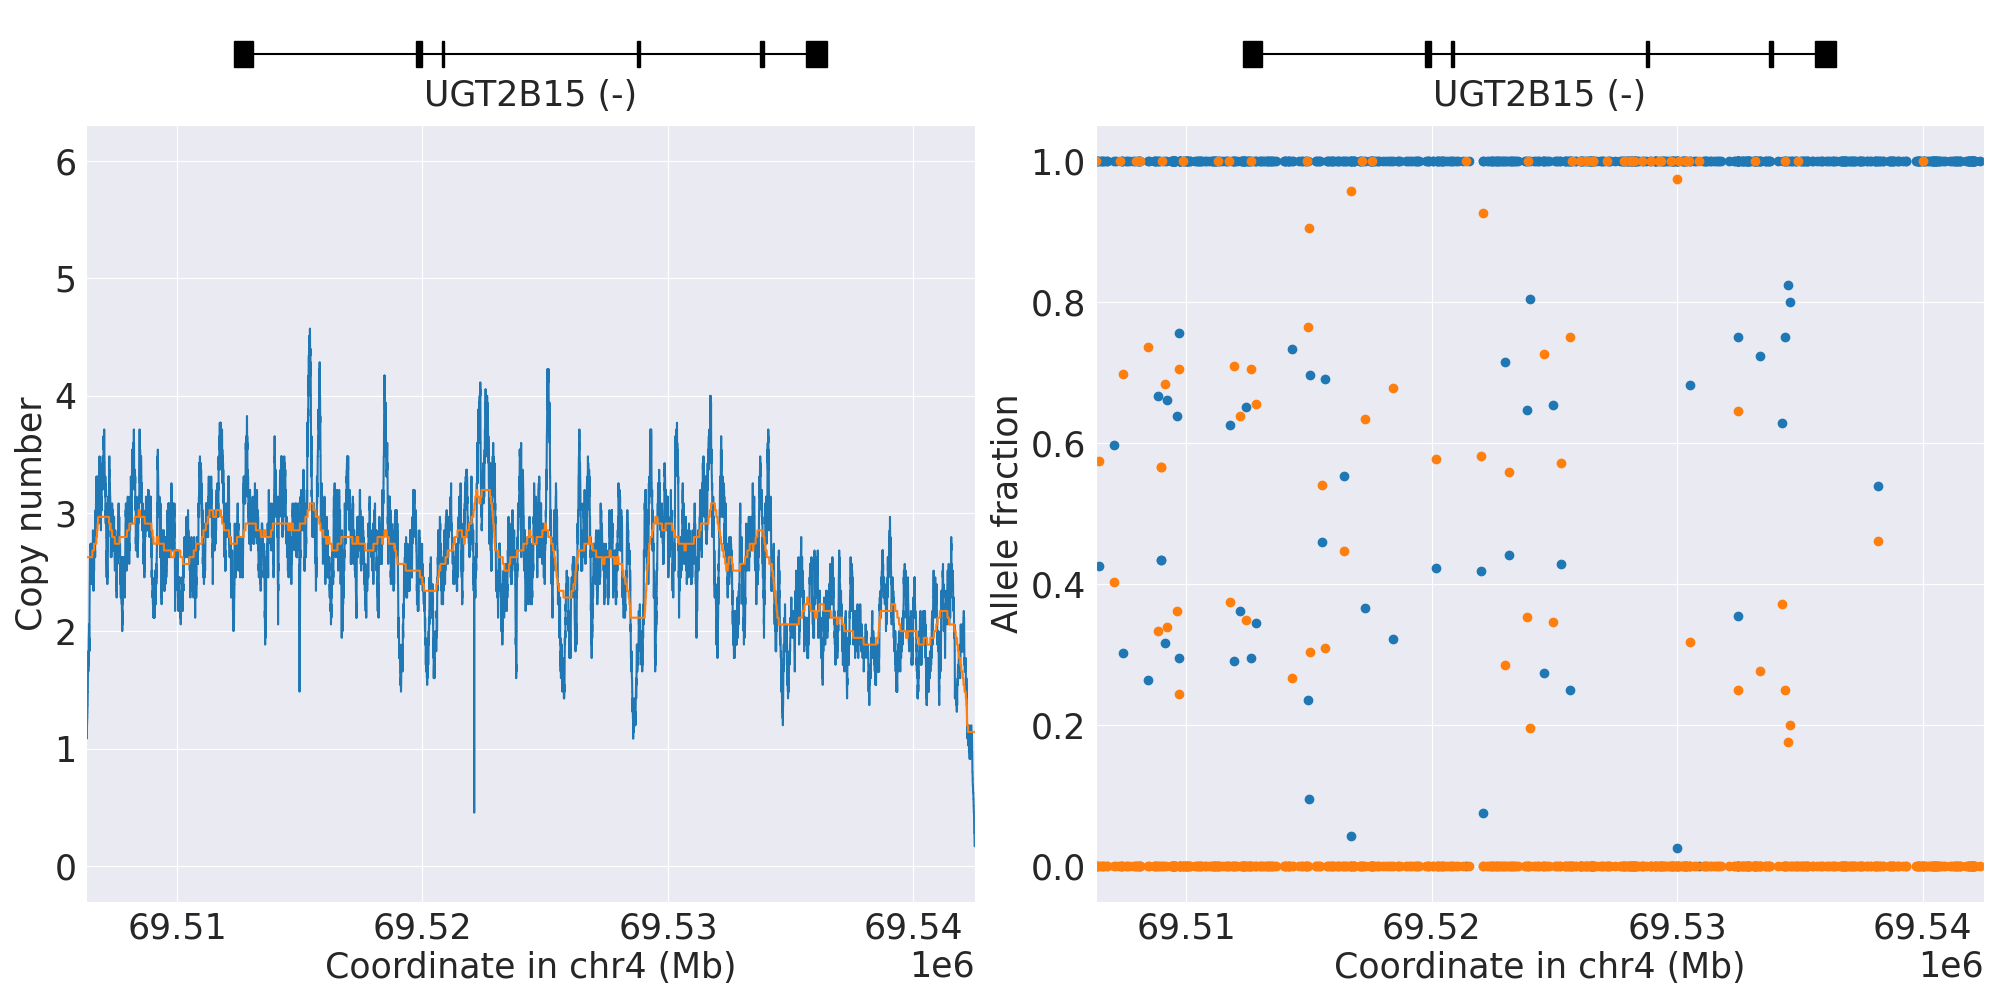 UGT2B15 (-)
6
5
4
3
2
1
0
Copy number
69.51 69.52 69.53 69.54
Coordinate in chr4 (Mb) 1e6
UGT2B15 (-)
1.0
0.8
0.6
0.4
0.2
0.0
Allele fraction
69.51 69.52 69.53 69.54
Coordinate in chr4 (Mb) 1e6